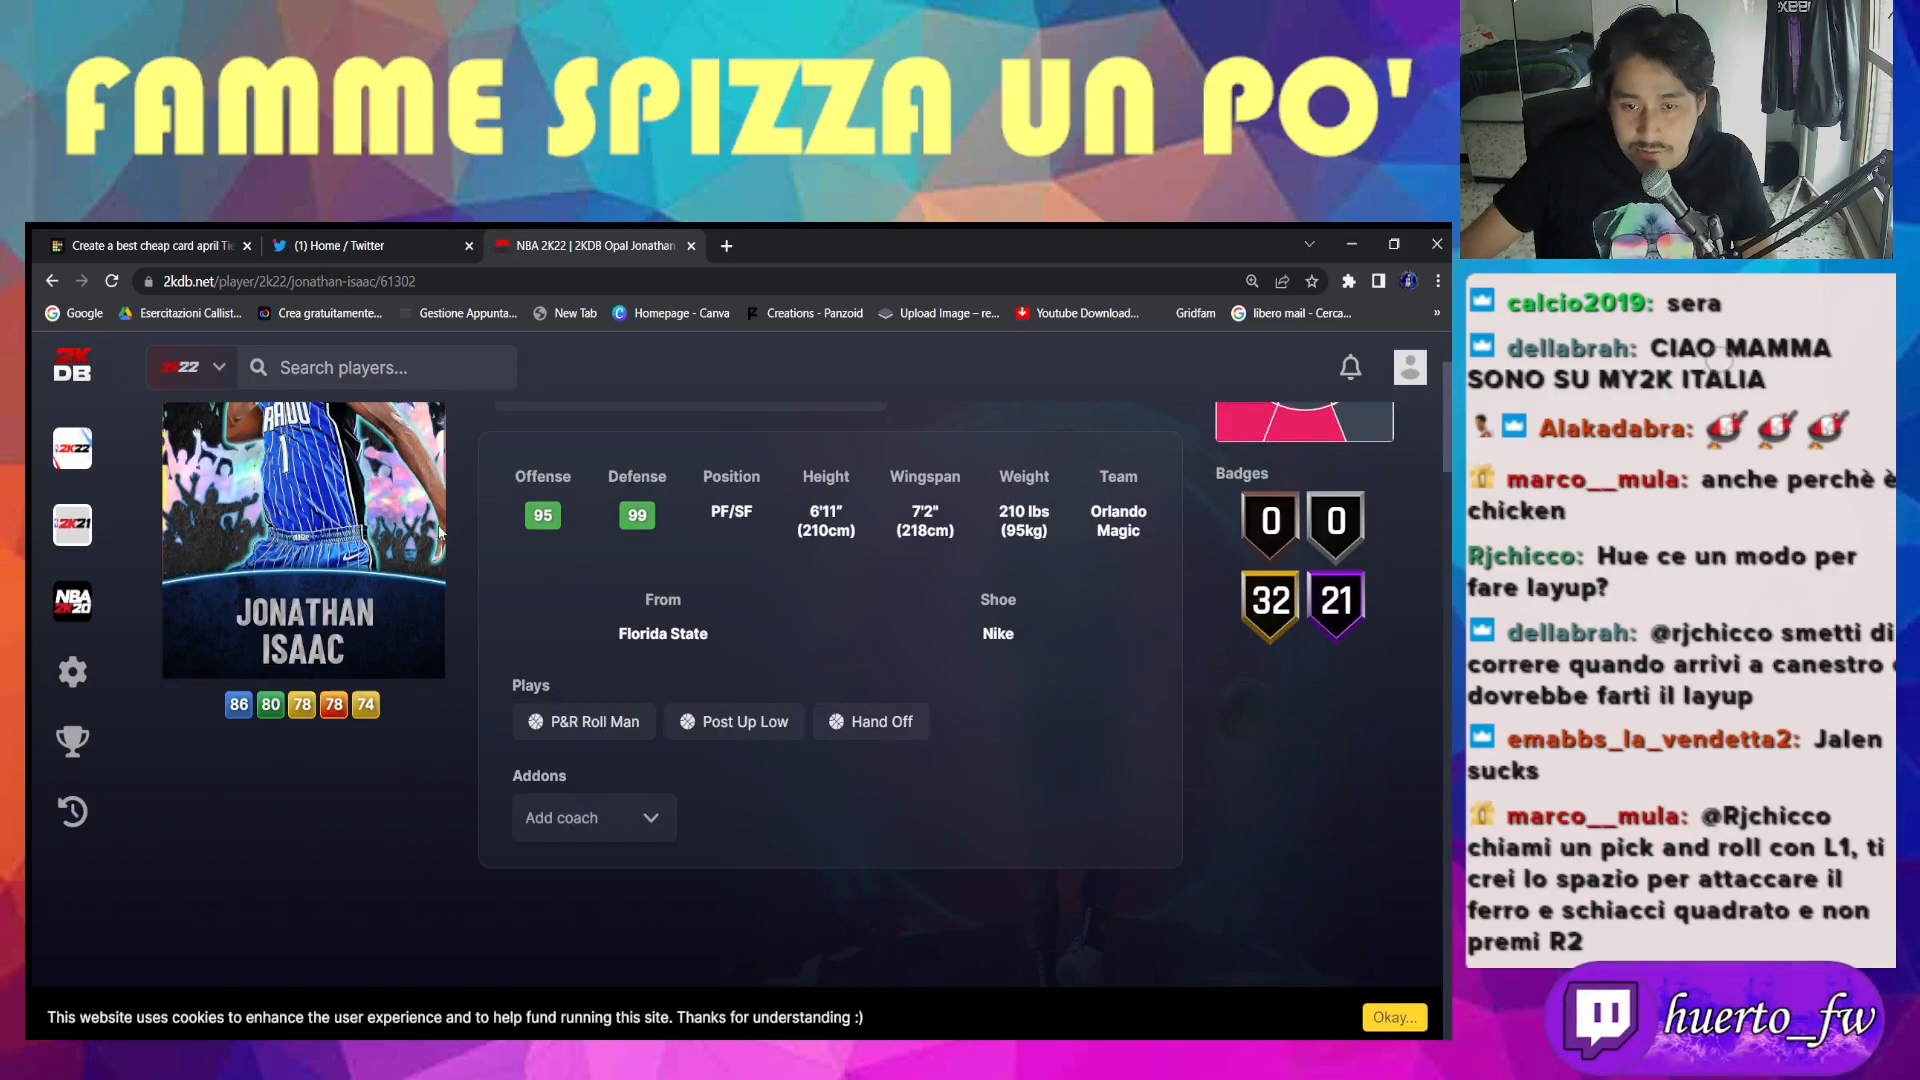 FAMME SPIZZA UN PO'
Create a best cheap card april Tie
(1) Home / Twitter
NBA 2K22 | 2KDB Opal Jonathan
2kdb.net/player/2k22/jonathan-isaac/61302
Google
Esercitazioni Callist...
Crea gratuitamente...
Gestione Appunta...
New Tab
Homepage - Canva
Creations - Panzoid
Upload Image – re...
Youtube Download...
Gridfam
libero mail - Cerca...
»
2K
DB
2K22
Search players...
2K22
2K21
NBA
2K20
1
JONATHAN
ISAAC
86 80 78 78 74
Offense Defense Position Height Wingspan Weight Team
95 99 PF/SF 6'11" 7'2" 210 lbs Orlando
(210cm) (218cm) (95kg) Magic
From Shoe
Florida State Nike
Plays
P&R Roll Man Post Up Low Hand Off
Addons
Add coach
Badges
0 0
32 21
This website uses cookies to enhance the user experience and to help fund running this site. Thanks for understanding :)
Okay...
calcio2019: sera
dellabrah: CIAO MAMMA
SONO SU MY2K ITALIA
Alakadabra:
marco__mula: anche perchè è
chicken
Rjchicco: Hue ce un modo per
fare layup?
dellabrah: @rjchicco smetti di
correre quando arrivi a canestro e
dovrebbe farti il layup
emabbs_la_vendetta2: Jalen
sucks
marco__mula: @Rjchicco
chiami un pick and roll con L1, ti
crei lo spazio per attaccare il
ferro e schiacci quadrato e non
premi R2
huerto_fw